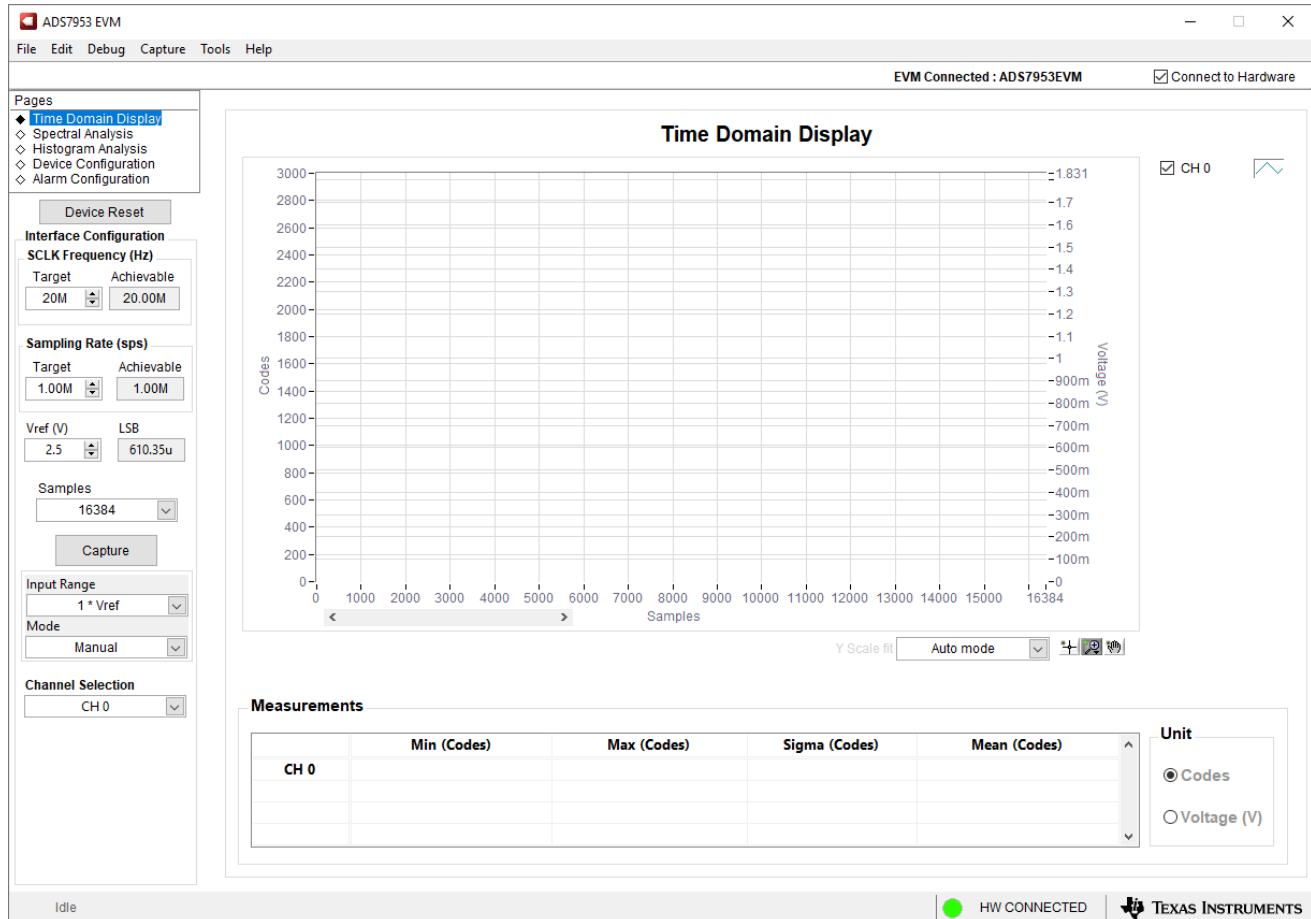 ADS7953 EVM
File Edit Debug Capture Tools Help
EVM Connected : ADS7953EVM
Connect to Hardware
Pages
Time Domain Display
Spectral Analysis
Histogram Analysis
Device Configuration
Alarm Configuration
Device Reset
Interface Configuration
SCLK Frequency (Hz)
Target Achievable
20M 20.00M
Sampling Rate (sps)
Target Achievable
1.00M 1.00M
Vref (V) LSB
2.5 610.35u
Samples
16384
Capture
Input Range
1 * Vref
Mode
Manual
Channel Selection
CH 0
Time Domain Display
CH 0
Codes
3000
2800
2600
2400
2200
2000
1800
1600
1400
1200
1000
800
600
400
200
0
1.831
1.7
1.6
1.5
1.4
1.3
1.2
1.1
1
900m
800m
700m
600m
500m
400m
300m
200m
100m
0
Voltage (V)
0 1000 2000 3000 4000 5000 6000 7000 8000 9000 10000 11000 12000 13000 14000 15000 16384
Samples
Y Scale fit Auto mode
Measurements
Min (Codes) Max (Codes) Sigma (Codes) Mean (Codes)
CH 0
Unit
Codes
Voltage (V)
Idle
HW CONNECTED
TEXAS INSTRUMENTS